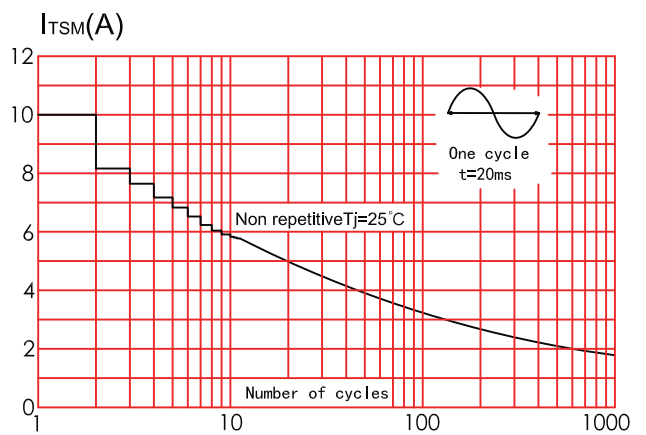 ITSM(A)
12
10
8
6
4
2
0
One cycle
t=20ms
Non repetitiveTj=25°C
Number of cycles
1 10 100 1000